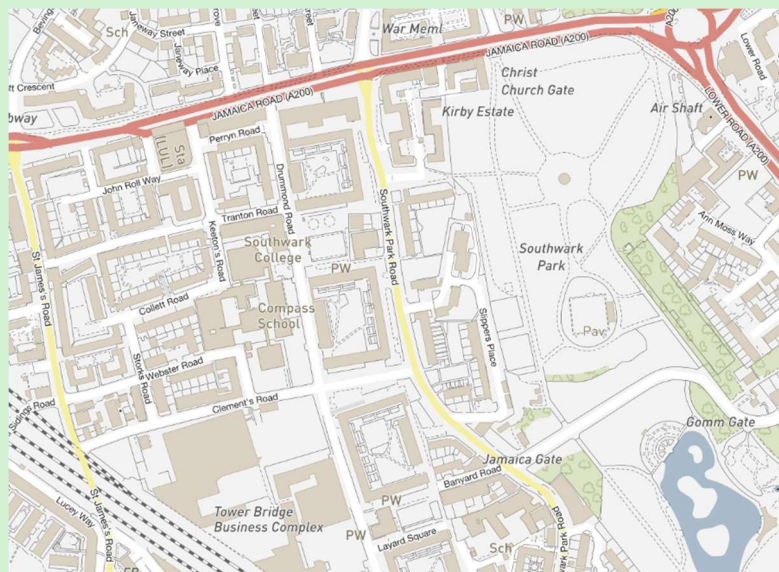 Janeway Street
Sch
Janeway Place
War Meml
PW
JAMAICA ROAD (A200)
Lower Road
Christ
Church Gate
Kirby Estate
Air Shaft
LOWER ROAD (A200)
JAMAICA ROAD (A200)
Perryn Road
Sta
(LUL)
PW
John Roll Way
Drummond Road
Tranton Road
Keeton's Road
Southwark
College
PW
Southwark Park Road
Southwark
Park
Ann Moss Way
St James's Road
Collett Road
Compass
School
Slippers Place
Pav
Storks Road
Webster Road
Clement's Road
Sidings Road
Gomm Gate
Jamaica Gate
Banyard Road
Tower Bridge
Business Complex
PW
PW
Lucey Way
St James's Road
Layard Square
Sch